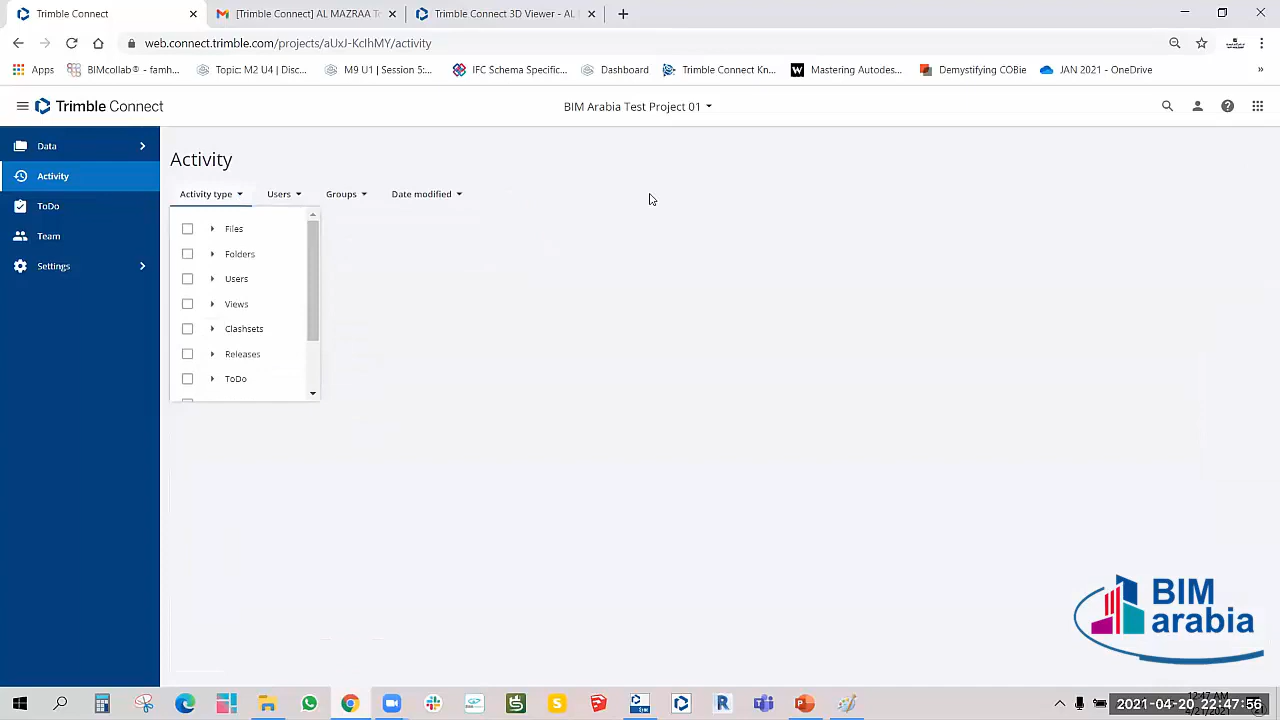 Trimble Connect
[Trimble Connect] AL MAZRAA T
Trimble Connect 3D Viewer - AL
web.connect.trimble.com/projects/aUxJ-KclhMY/activity
Apps
BIMcollab® - famh...
Topic: M2 U4 | Disc...
M9 U1 | Session 5:...
IFC Schema Specific...
Dashboard
Trimble Connect Kn...
Mastering Autodes...
Demystifying COBie
JAN 2021 - OneDrive
Trimble Connect
BIM Arabia Test Project 01
Data
Activity
ToDo
Team
Settings
Activity
Activity type
Users
Groups
Date modified
Files
Folders
Users
Views
Clashsets
Releases
ToDo
BIM
arabia
12:47 AM
2021-04-20 22:47:56